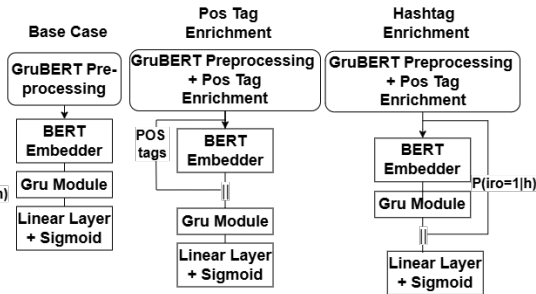 Base Case
GruBERT Pre-
processing
BERT
Embedder
Gru Module
Linear Layer
+ Sigmoid
Pos Tag
Enrichment
GruBERT Preprocessing
+ Pos Tag
Enrichment
POS
tags
BERT
Embedder
||
Gru Module
Linear Layer
+ Sigmoid
Hashtag
Enrichment
GruBERT Preprocessing
+ Pos Tag
Enrichment
BERT
Embedder
P(iro=1|h)
Gru Module
||
Linear Layer
+ Sigmoid